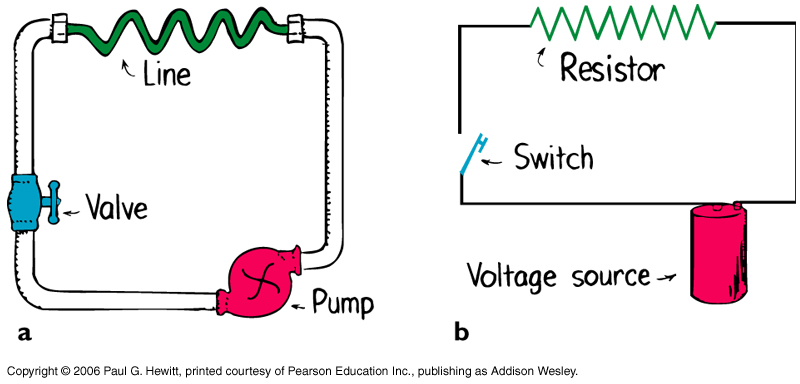 Line
Resistor
Switch
Valve
Voltage source
Pump
a
b
Copyright © 2006 Paul G. Hewitt, printed courtesy of Pearson Education Inc., publishing as Addison Wesley.